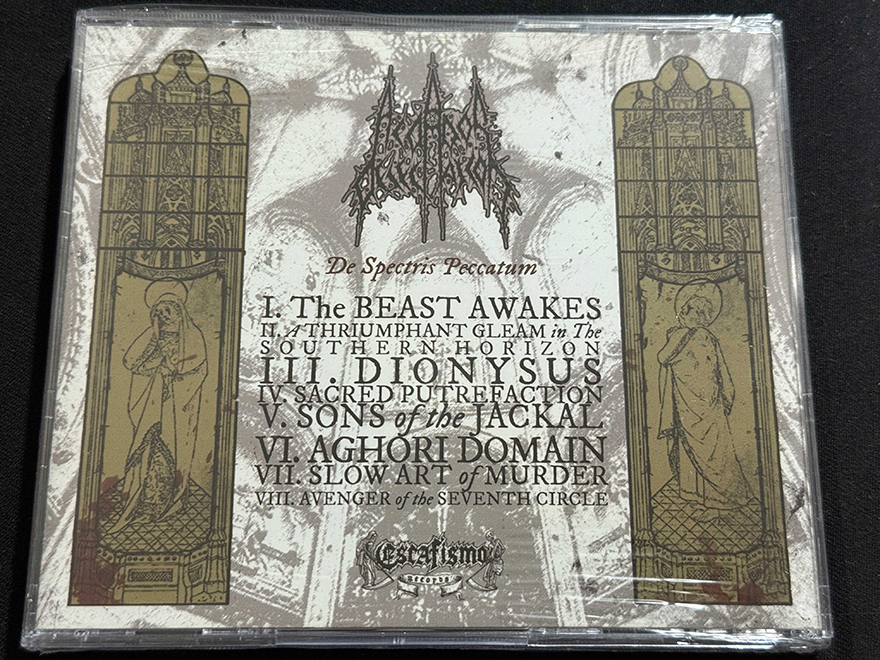 De Spectris Peccatum
I. The BEAST AWAKES
II. A THRIUMPHANT GLEAM in The
SOUTHERN HORIZON
III. DIONYSUS
IV. SACRED PUTREFACTION
V. SONS of the JACKAL
VI. AGHORI DOMAIN
VII. SLOW ART of MURDER
VIII. AVENGER of the SEVENTH CIRCLE
Escafismo
Records